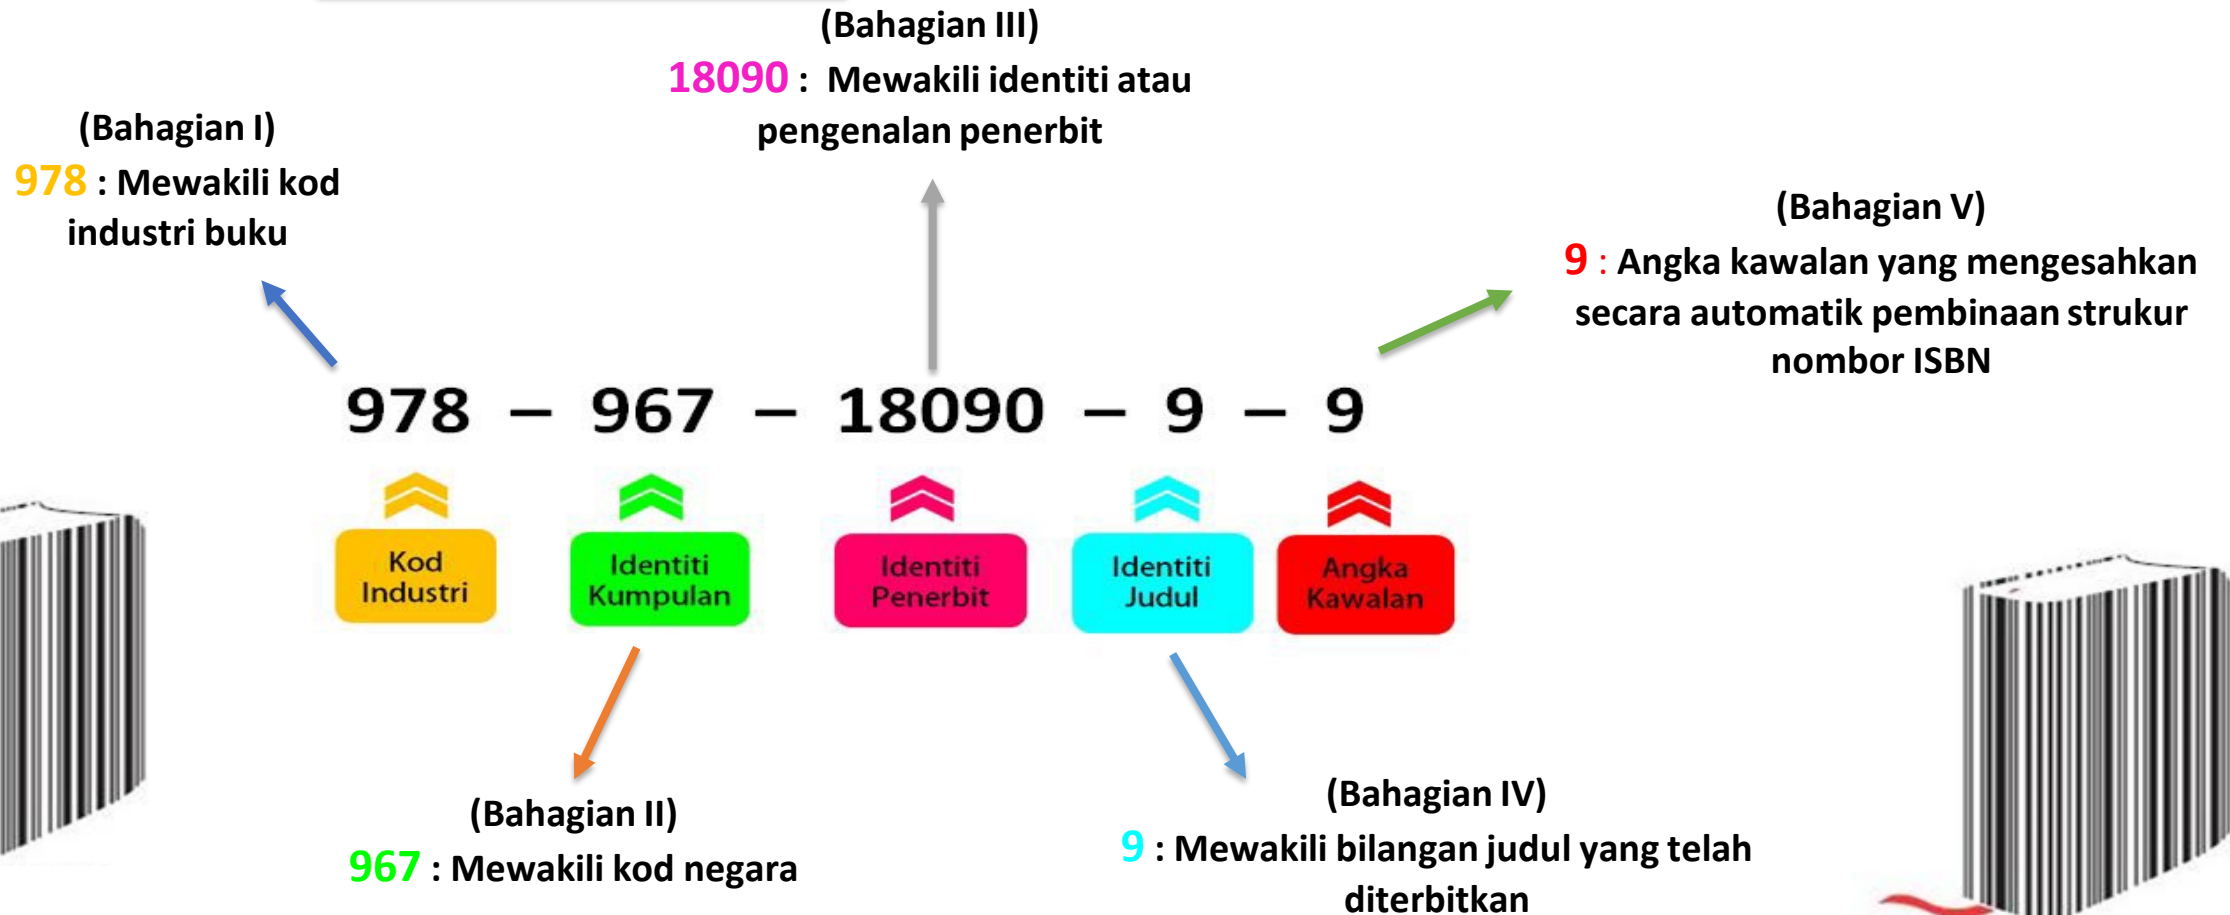 (Bahagian III)
18090 : Mewakili identiti atau
pengenalan penerbit
(Bahagian I)
978 : Mewakili kod
industri buku
(Bahagian V)
9 : Angka kawalan yang mengesahkan
secara automatik pembinaan strukur
nombor ISBN
978 – 967 – 18090 – 9 – 9
Kod
Industri
Identiti
Kumpulan
Identiti
Penerbit
Identiti
Judul
Angka
Kawalan
(Bahagian II)
967 : Mewakili kod negara
(Bahagian IV)
9 : Mewakili bilangan judul yang telah
diterbitkan